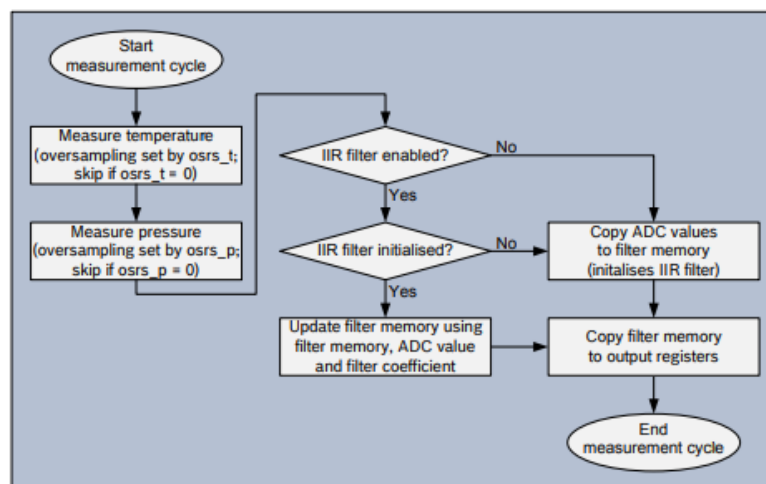 Start
measurement cycle
Measure temperature
(oversampling set by osrs_t;
skip if osrs_t = 0)
Measure pressure
(oversampling set by osrs_p;
skip if osrs_p = 0)
IIR filter enabled?
No
Yes
IIR filter initialised?
No
Yes
Update filter memory using
filter memory, ADC value
and filter coefficient
Copy ADC values
to filter memory
(initalises IIR filter)
Copy filter memory
to output registers
End
measurement cycle